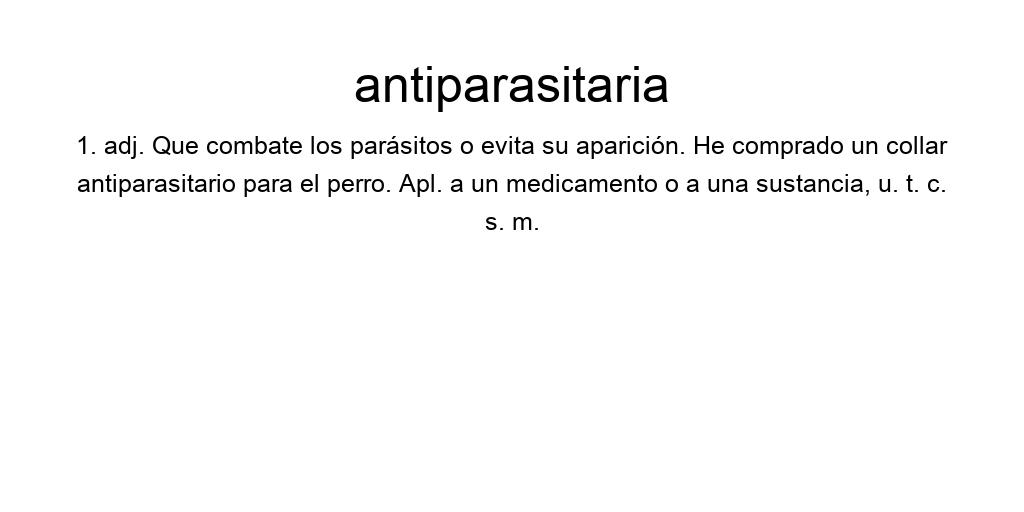 antiparasitaria
1. adj. Que combate los parásitos o evita su aparición. He comprado un collar
antiparasitario para el perro. Apl. a un medicamento o a una sustancia, u. t. c.
s. m.